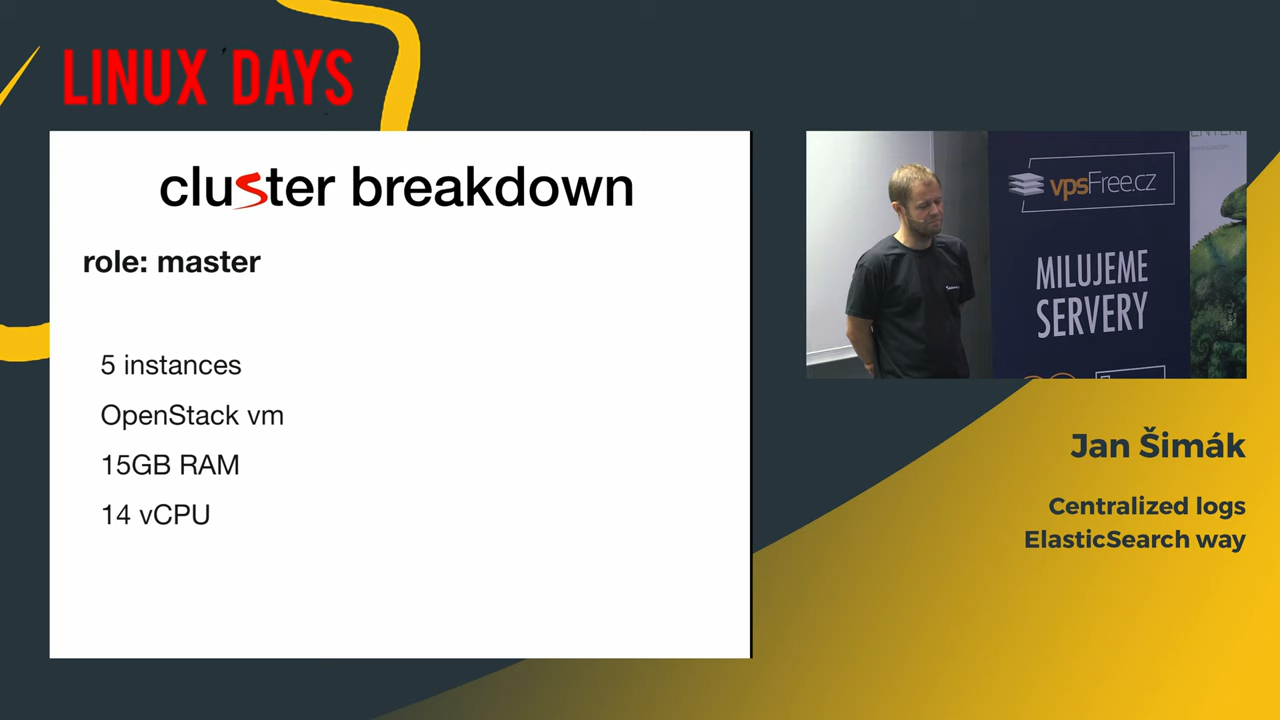 LINUX DAYS
cluster breakdown
role: master
5 instances
OpenStack vm
15GB RAM
14 vCPU
vpsFree.cz
MILUJEME
SERVERY
Jan Šimák
Centralized logs
ElasticSearch way